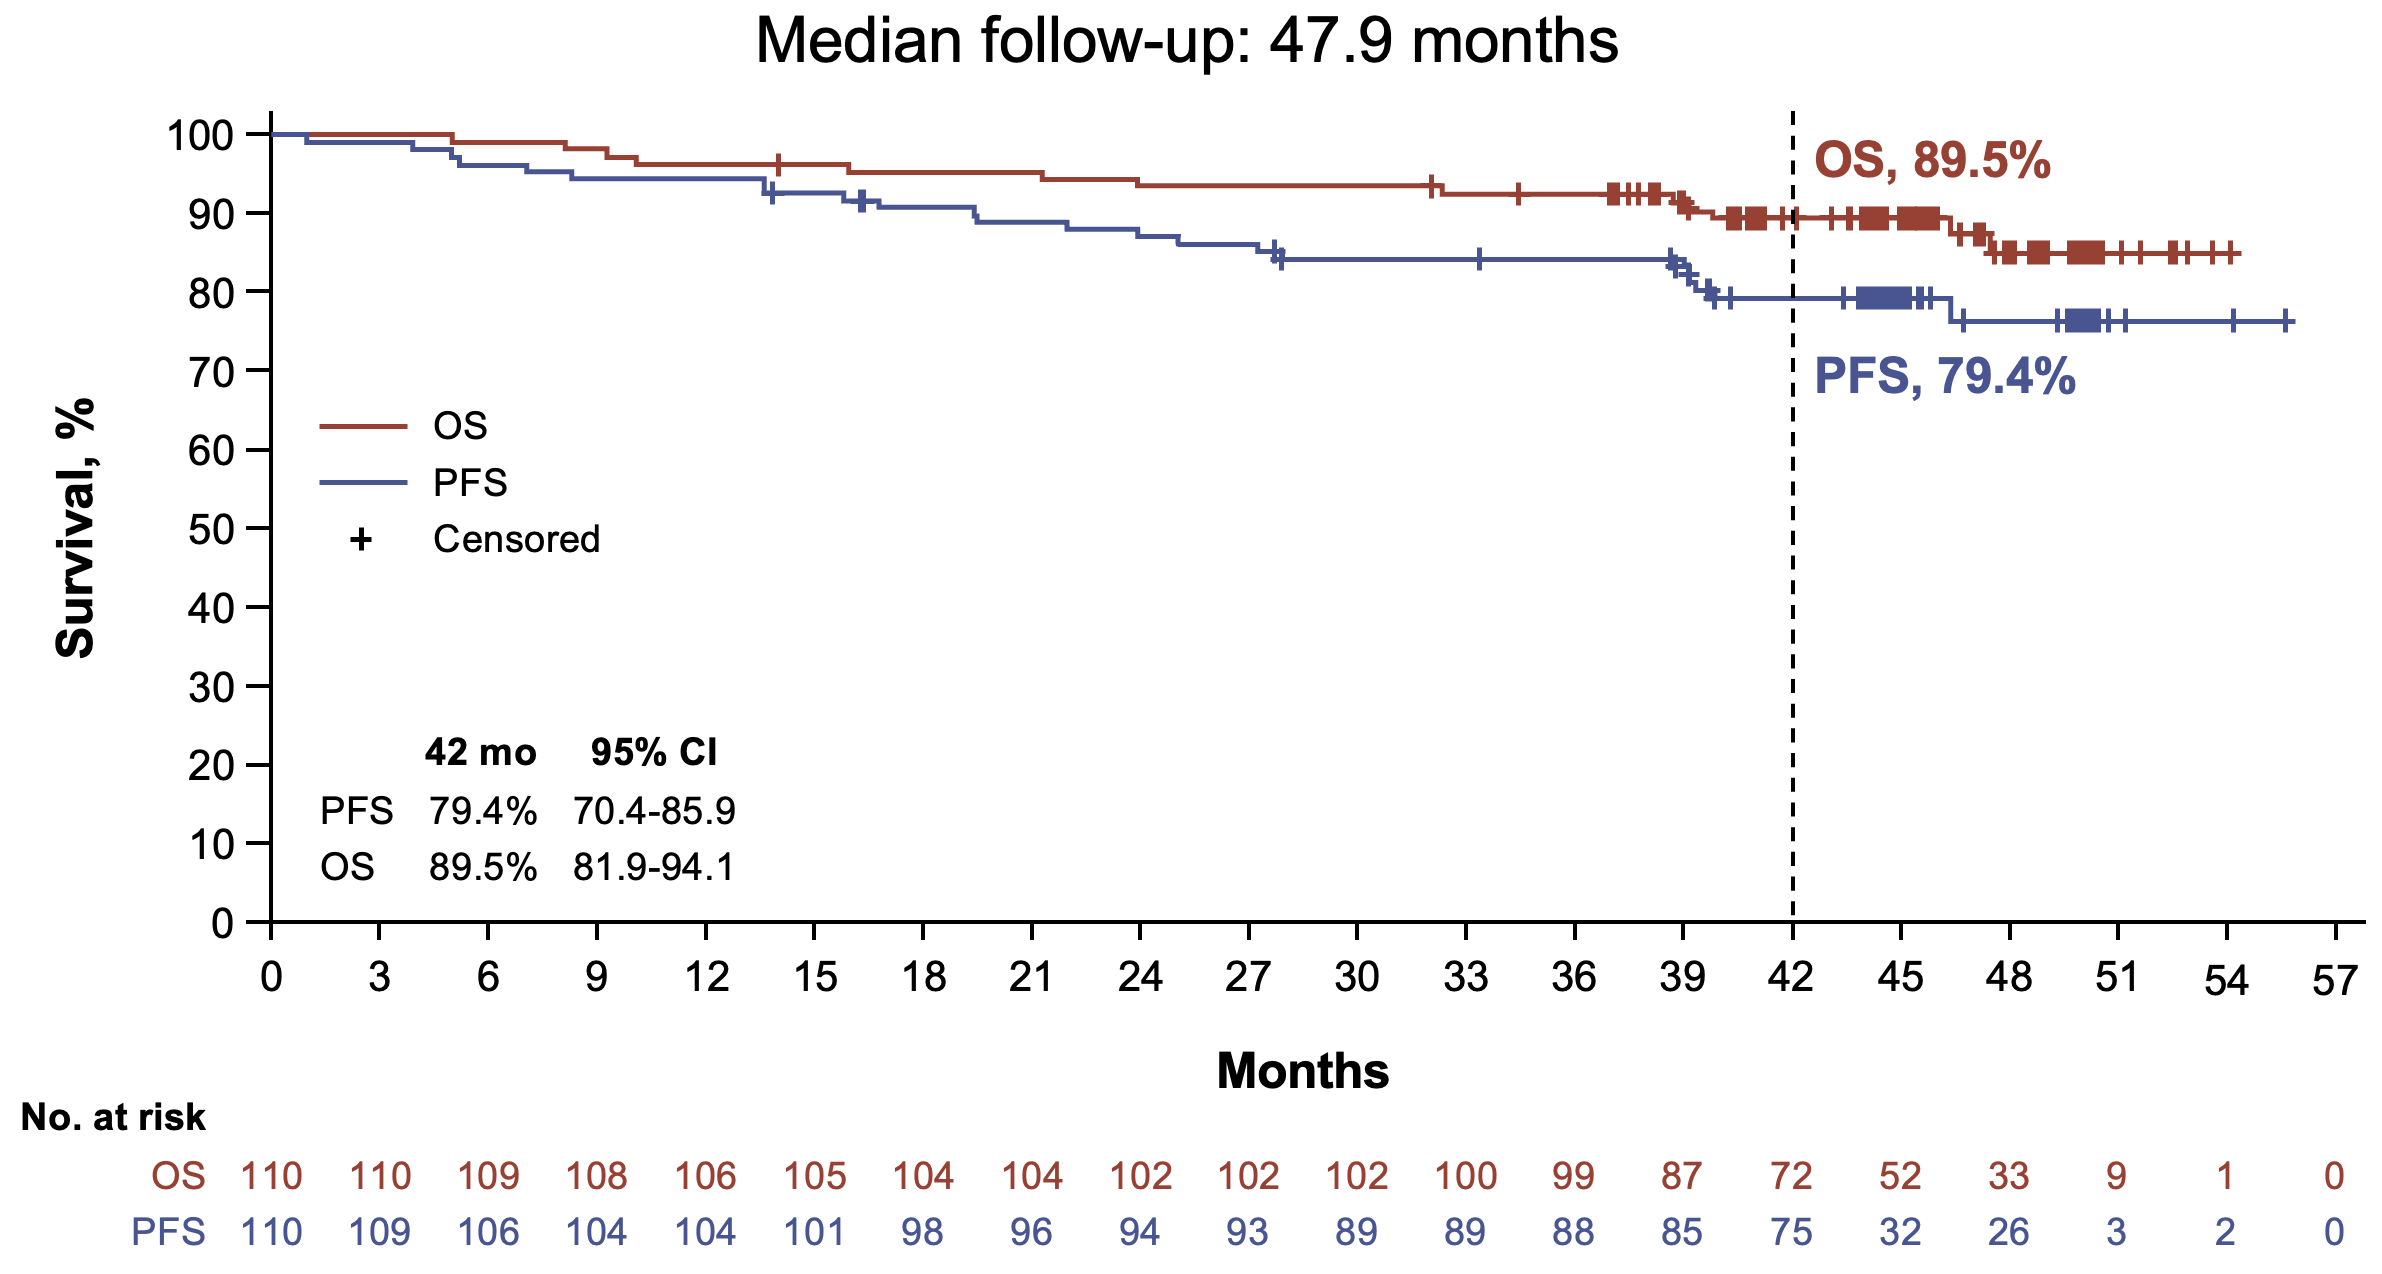 Median follow-up: 47.9 months
100
90
80
70
60
50
40
30
20
10
0
Survival, %
OS, 89.5%
PFS, 79.4%
OS
PFS
+ Censored
42 mo 95% CI
PFS 79.4% 70.4-85.9
OS 89.5% 81.9-94.1
0 3 6 9 12 15 18 21 24 27 30 33 36 39 42 45 48 51 54 57
Months
No. at risk
OS 110 110 109 108 106 105 104 104 102 102 102 100 99 87 72 52 33 9 1 0
PFS 110 109 106 104 104 101 98 96 94 93 89 89 88 85 75 32 26 3 2 0